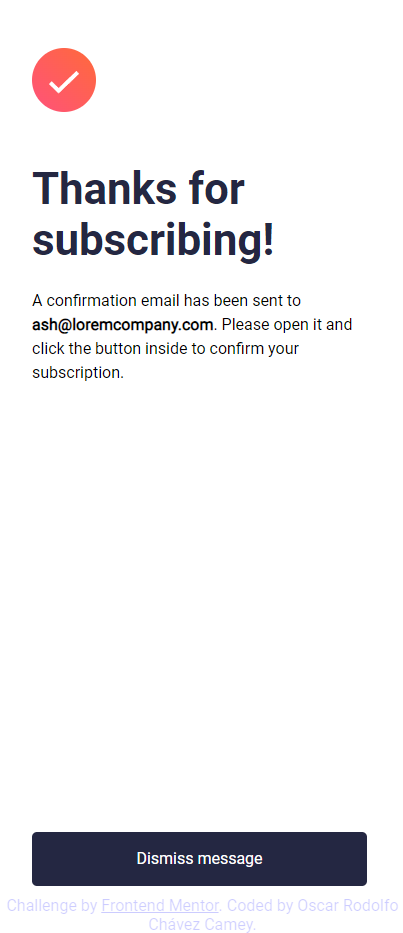 Thanks for
subscribing!
A confirmation email has been sent to
ash@loremcompany.com. Please open it and
click the button inside to confirm your
subscription.
Dismiss message
Challenge by Frontend Mentor. Coded by Oscar Rodolfo
Chávez Camey.